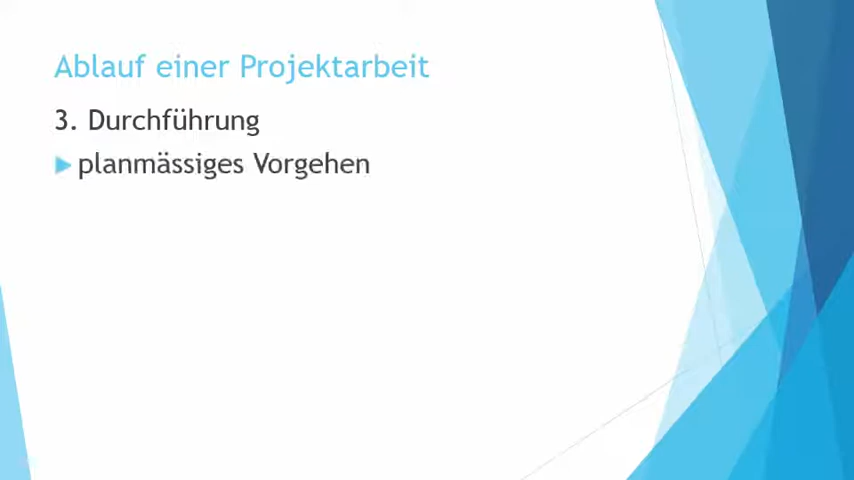 Ablauf einer Projektarbeit
3. Durchführung
planmässiges Vorgehen